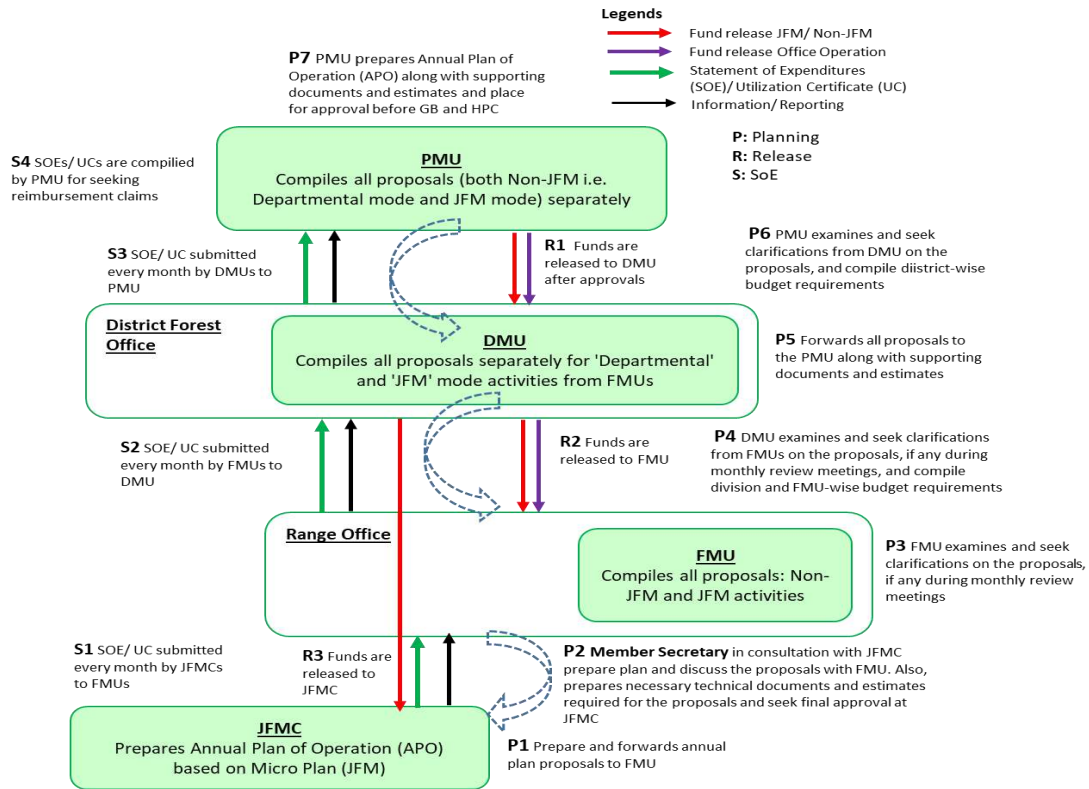 Legends
Fund release JFM/ Non-JFM
Fund release Office Operation
Statement of Expenditures
(SOE)/ Utilization Certificate (UC)
Information/ Reporting
P: Planning
R: Release
S: SoE
P7 PMU prepares Annual Plan of
Operation (APO) along with supporting
documents and estimates and place
for approval before GB and HPC
S4 SOEs/ UCs are compilied
by PMU for seeking
reimbursement claims
PMU
Compiles all proposals (both Non-JFM i.e.
Departmental mode and JFM mode) separately
S3 SOE/ UC submitted
every month by DMUs to
PMU
R1 Funds are
released to DMU
after approvals
P6 PMU examines and seek
clarifications from DMU on the
proposals, and compile diistrict-wise
budget requirements
District Forest
Office
DMU
Compiles all proposals separately for 'Departmental'
and 'JFM' mode activities from FMUs
P5 Forwards all proposals to
the PMU along with supporting
documents and estimates
S2 SOE/ UC submitted
every month by FMUs to
DMU
R2 Funds are
released to FMU
P4 DMU examines and seek clarifications
from FMUs on the proposals, if any during
monthly review meetings, and compile
division and FMU-wise budget requirements
Range Office
FMU
Compiles all proposals: Non-
JFM and JFM activities
P3 FMU examines and seek
clarifications on the proposals,
if any during monthly review
meetings
S1 SOE/ UC submitted
every month by JFMCs
to FMUs
R3 Funds are
released to
JFMC
P2 Member Secretary in consultation with JFMC
prepare plan and discuss the proposals with FMU. Also,
prepares necessary technical documents and estimates
required for the proposals and seek final approval at
JFMC
JFMC
Prepares Annual Plan of Operation (APO)
based on Micro Plan (JFM)
P1 Prepare and forwards annual
plan proposals to FMU